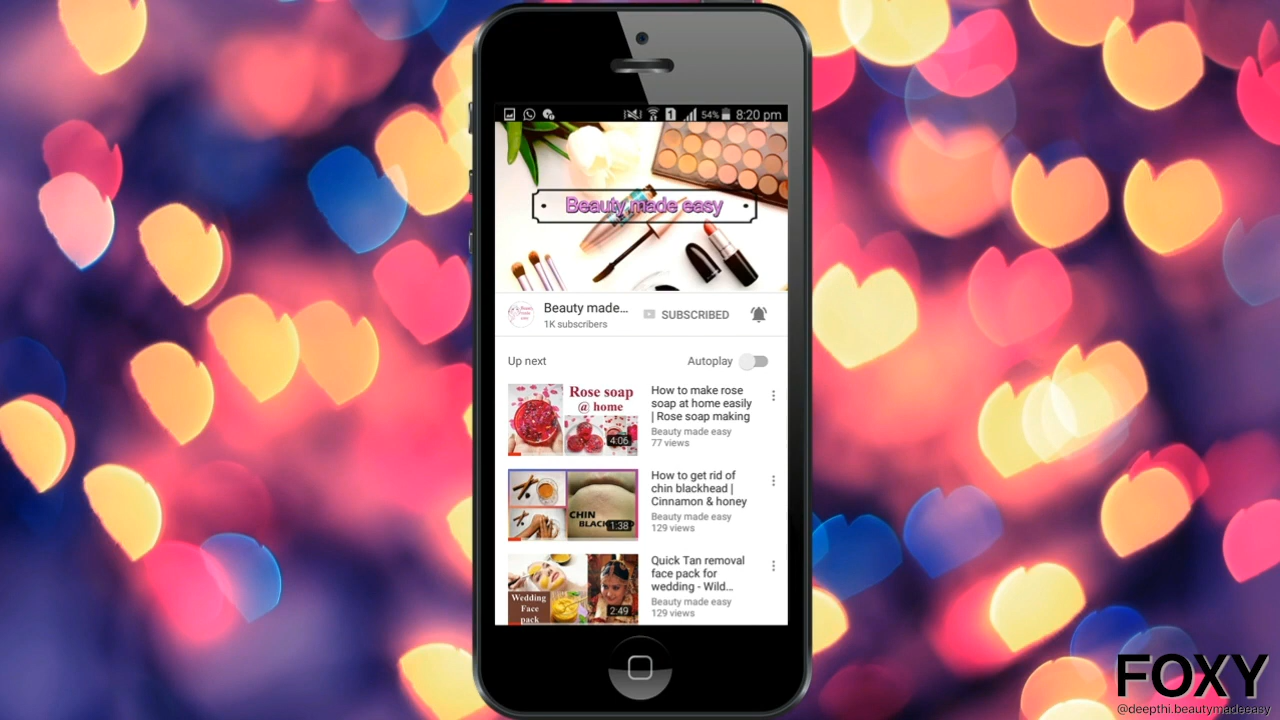 1 54% 8:20 pm
Beauty made easy
Beauty made...
1K subscribers
SUBSCRIBED
Up next
Autoplay
Rose soap
@ home
4:06
How to make rose
soap at home easily
| Rose soap making
Beauty made easy
77 views
CHIN
1:38
How to get rid of
chin blackhead |
Cinnamon & honey
Beauty made easy
129 views
Wedding
Face
pack
2:49
Quick Tan removal
face pack for
wedding - Wild...
Beauty made easy
129 views
FOXY
@deepthi.beautymadeeasy